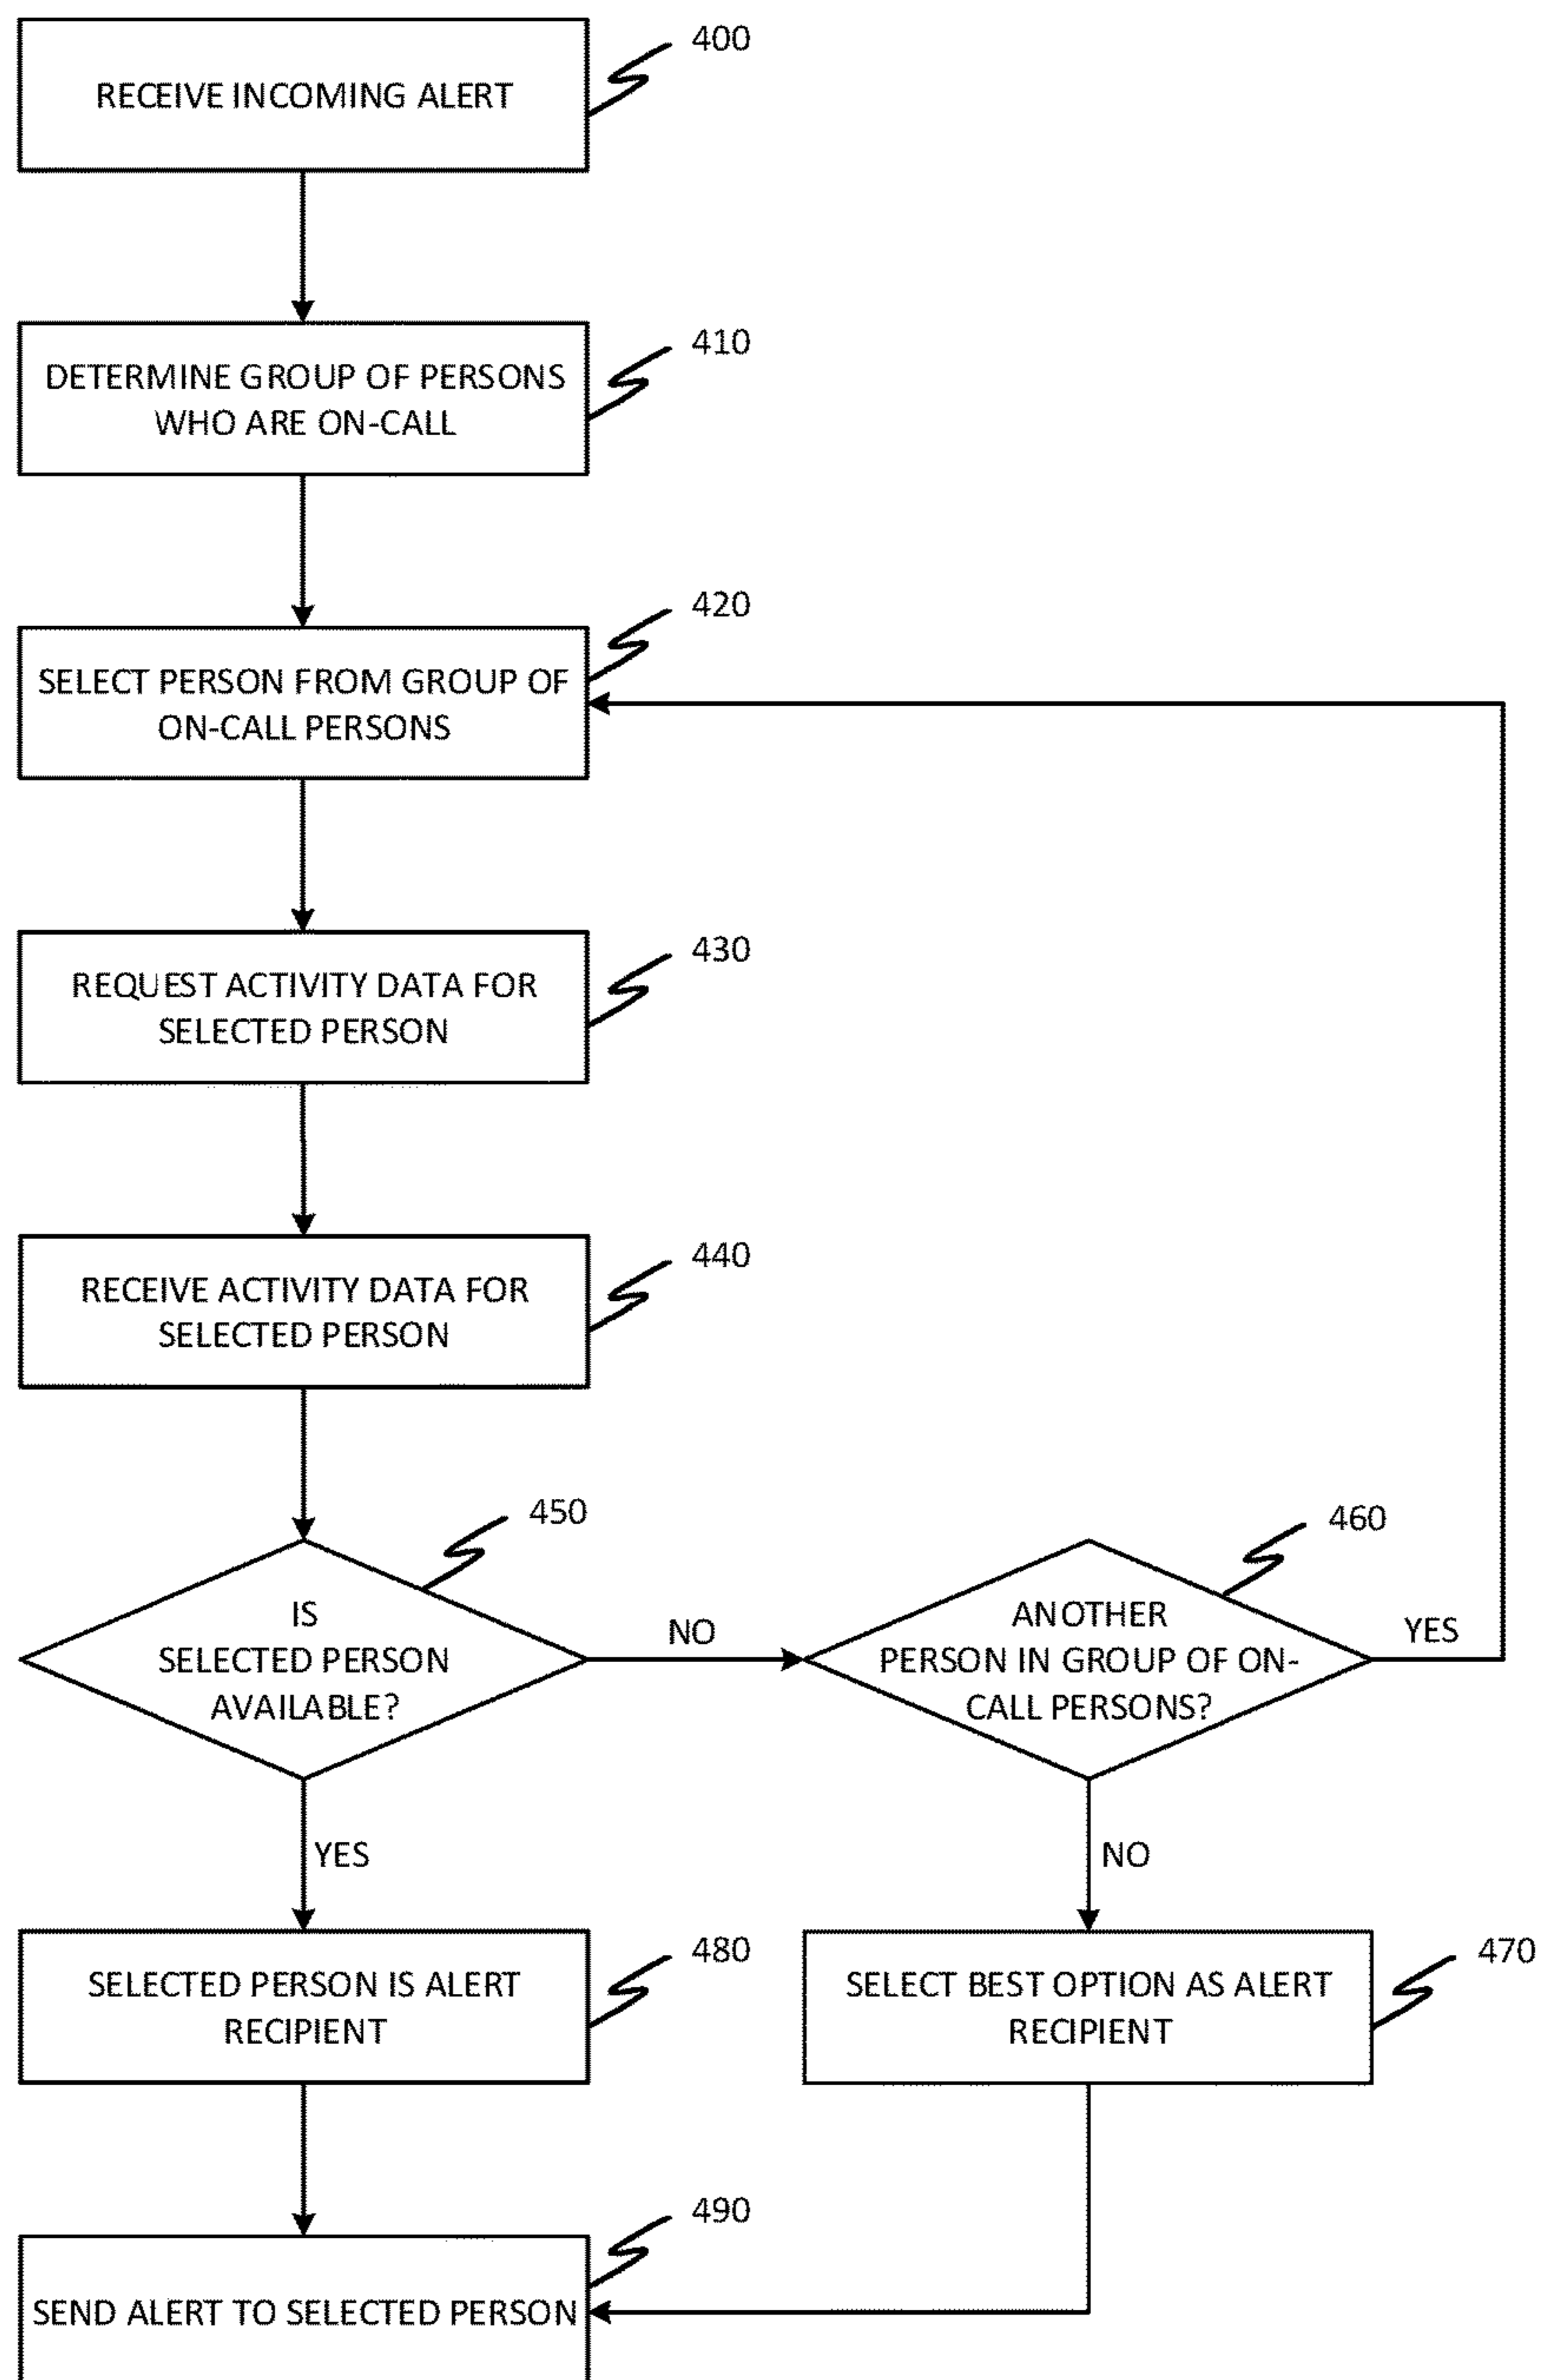 400
RECEIVE INCOMING ALERT
410
DETERMINE GROUP OF PERSONS
WHO ARE ON-CALL
420
SELECT PERSON FROM GROUP OF
ON-CALL PERSONS
430
REQUEST ACTIVITY DATA FOR
SELECTED PERSON
440
RECEIVE ACTIVITY DATA FOR
SELECTED PERSON
450
IS
SELECTED PERSON
AVAILABLE?
NO
460
ANOTHER
PERSON IN GROUP OF ON-
CALL PERSONS?
YES
YES
NO
480
SELECTED PERSON IS ALERT
RECIPIENT
470
SELECT BEST OPTION AS ALERT
RECIPIENT
490
SEND ALERT TO SELECTED PERSON